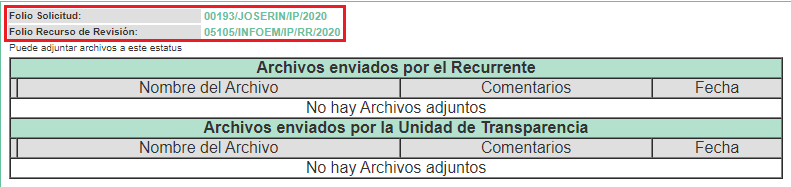 Folio Solicitud: 00193/JOSERIN/IP/2020
Folio Recurso de Revisión: 05105/INFOEM/IP/RR/2020
Puede adjuntar archivos a este estatus
Archivos enviados por el Recurrente
Nombre del Archivo Comentarios Fecha
No hay Archivos adjuntos
Archivos enviados por la Unidad de Transparencia
Nombre del Archivo Comentarios Fecha
No hay Archivos adjuntos